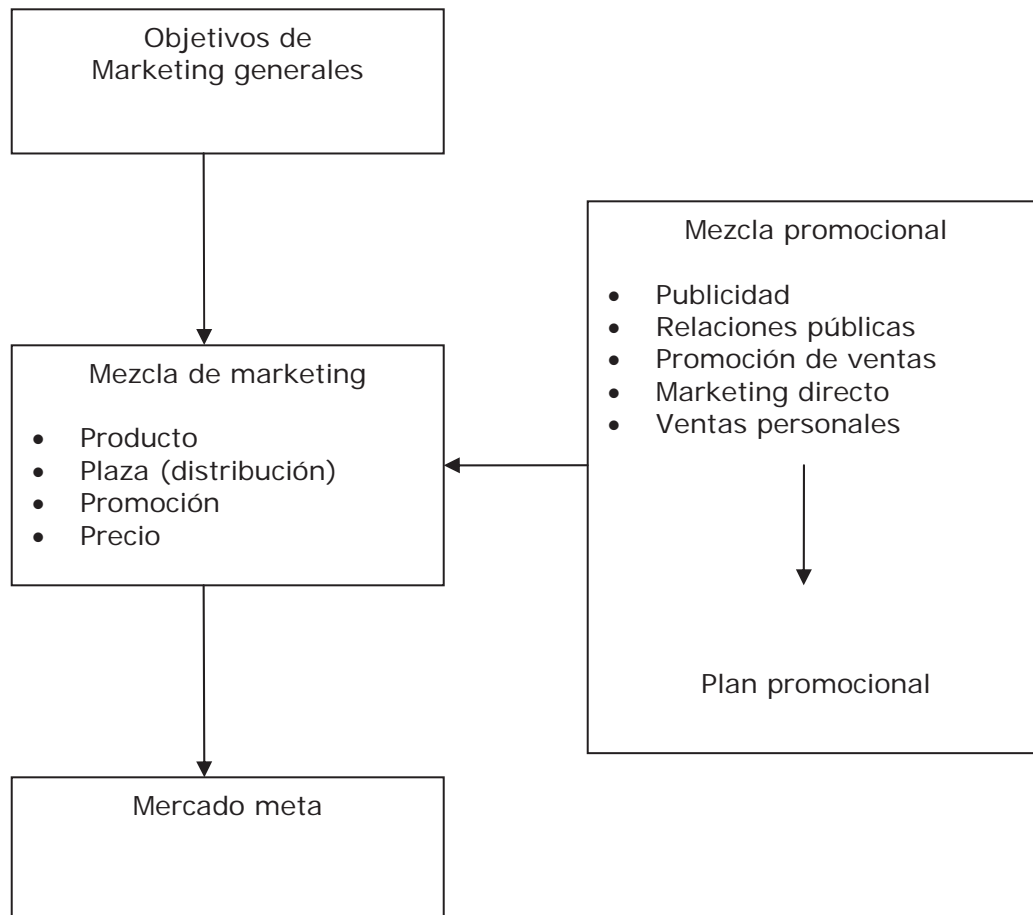 Objetivos de
Marketing generales
Mezcla promocional
• Publicidad
• Relaciones públicas
• Promoción de ventas
• Marketing directo
• Ventas personales
Plan promocional
Mezcla de marketing
• Producto
• Plaza (distribución)
• Promoción
• Precio
Mercado meta